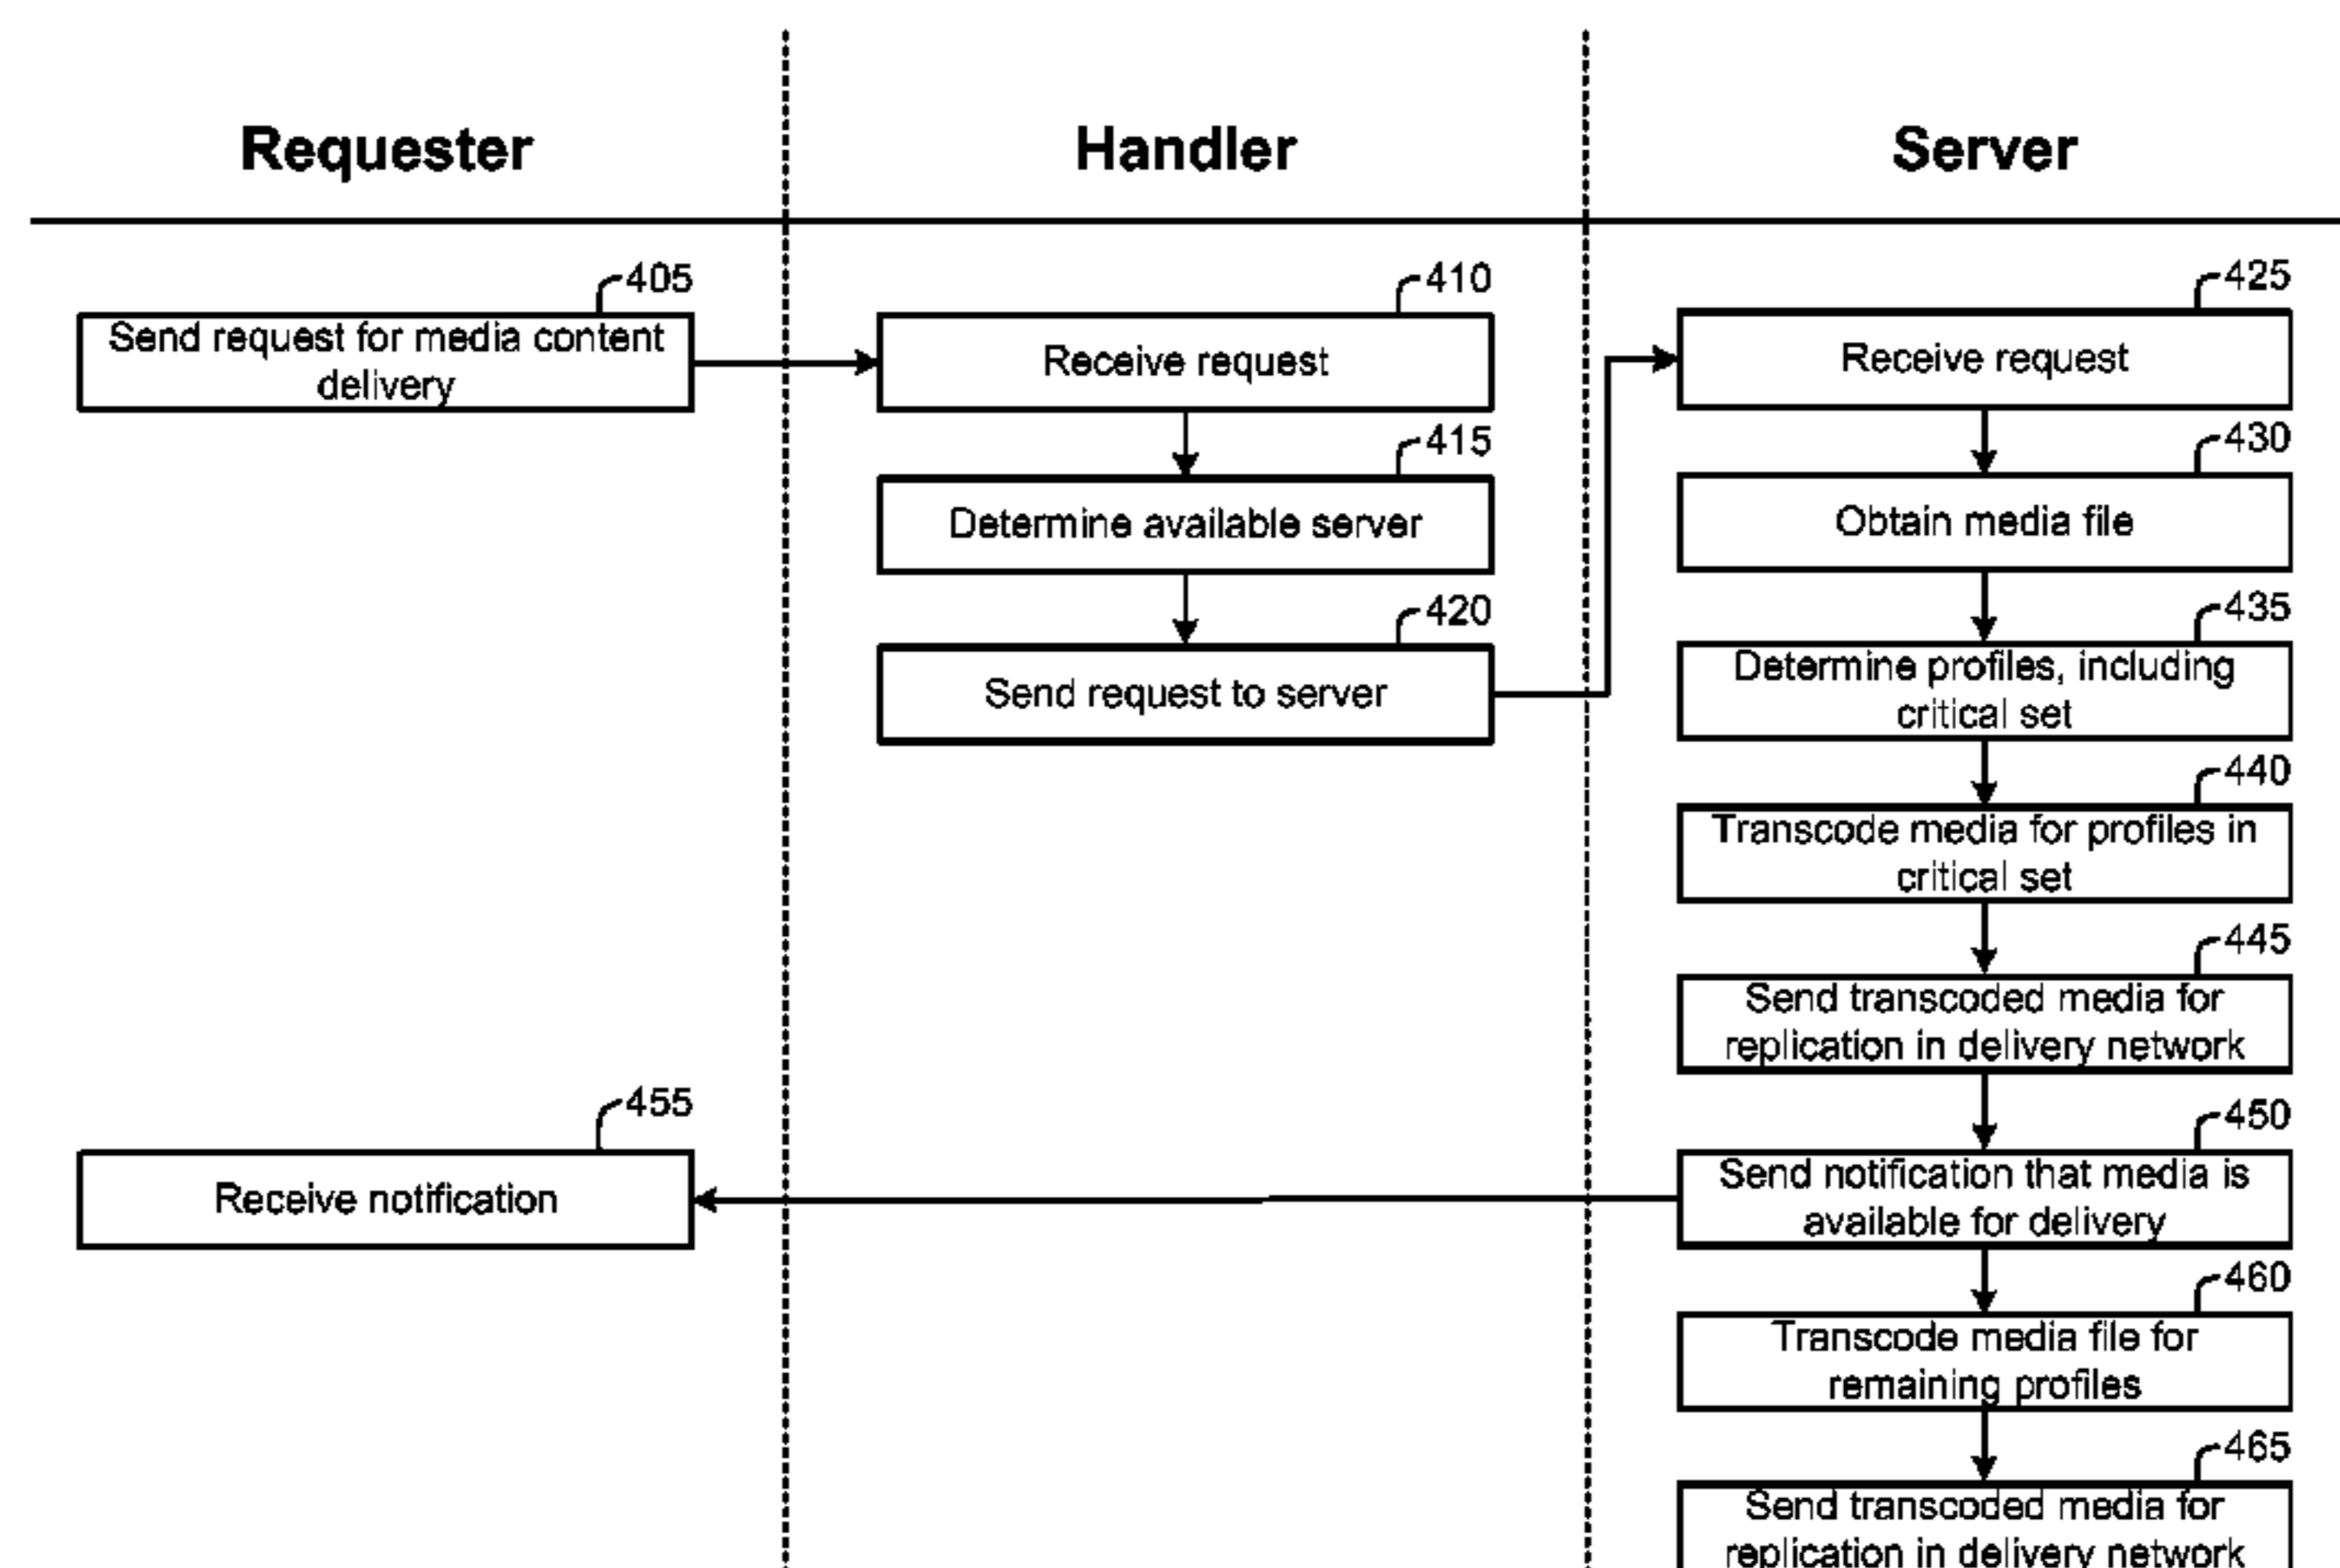 Requester
Handler
Server
405
Send request for media content
delivery
410
Receive request
415
Determine available server
420
Send request to server
425
Receive request
430
Obtain media file
435
Determine profiles, including
critical set
440
Transcode media for profiles in
critical set
445
Send transcoded media for
replication in delivery network
450
Send notification that media is
available for delivery
455
Receive notification
460
Transcode media file for
remaining profiles
465
Send transcoded media for
replication in delivery network